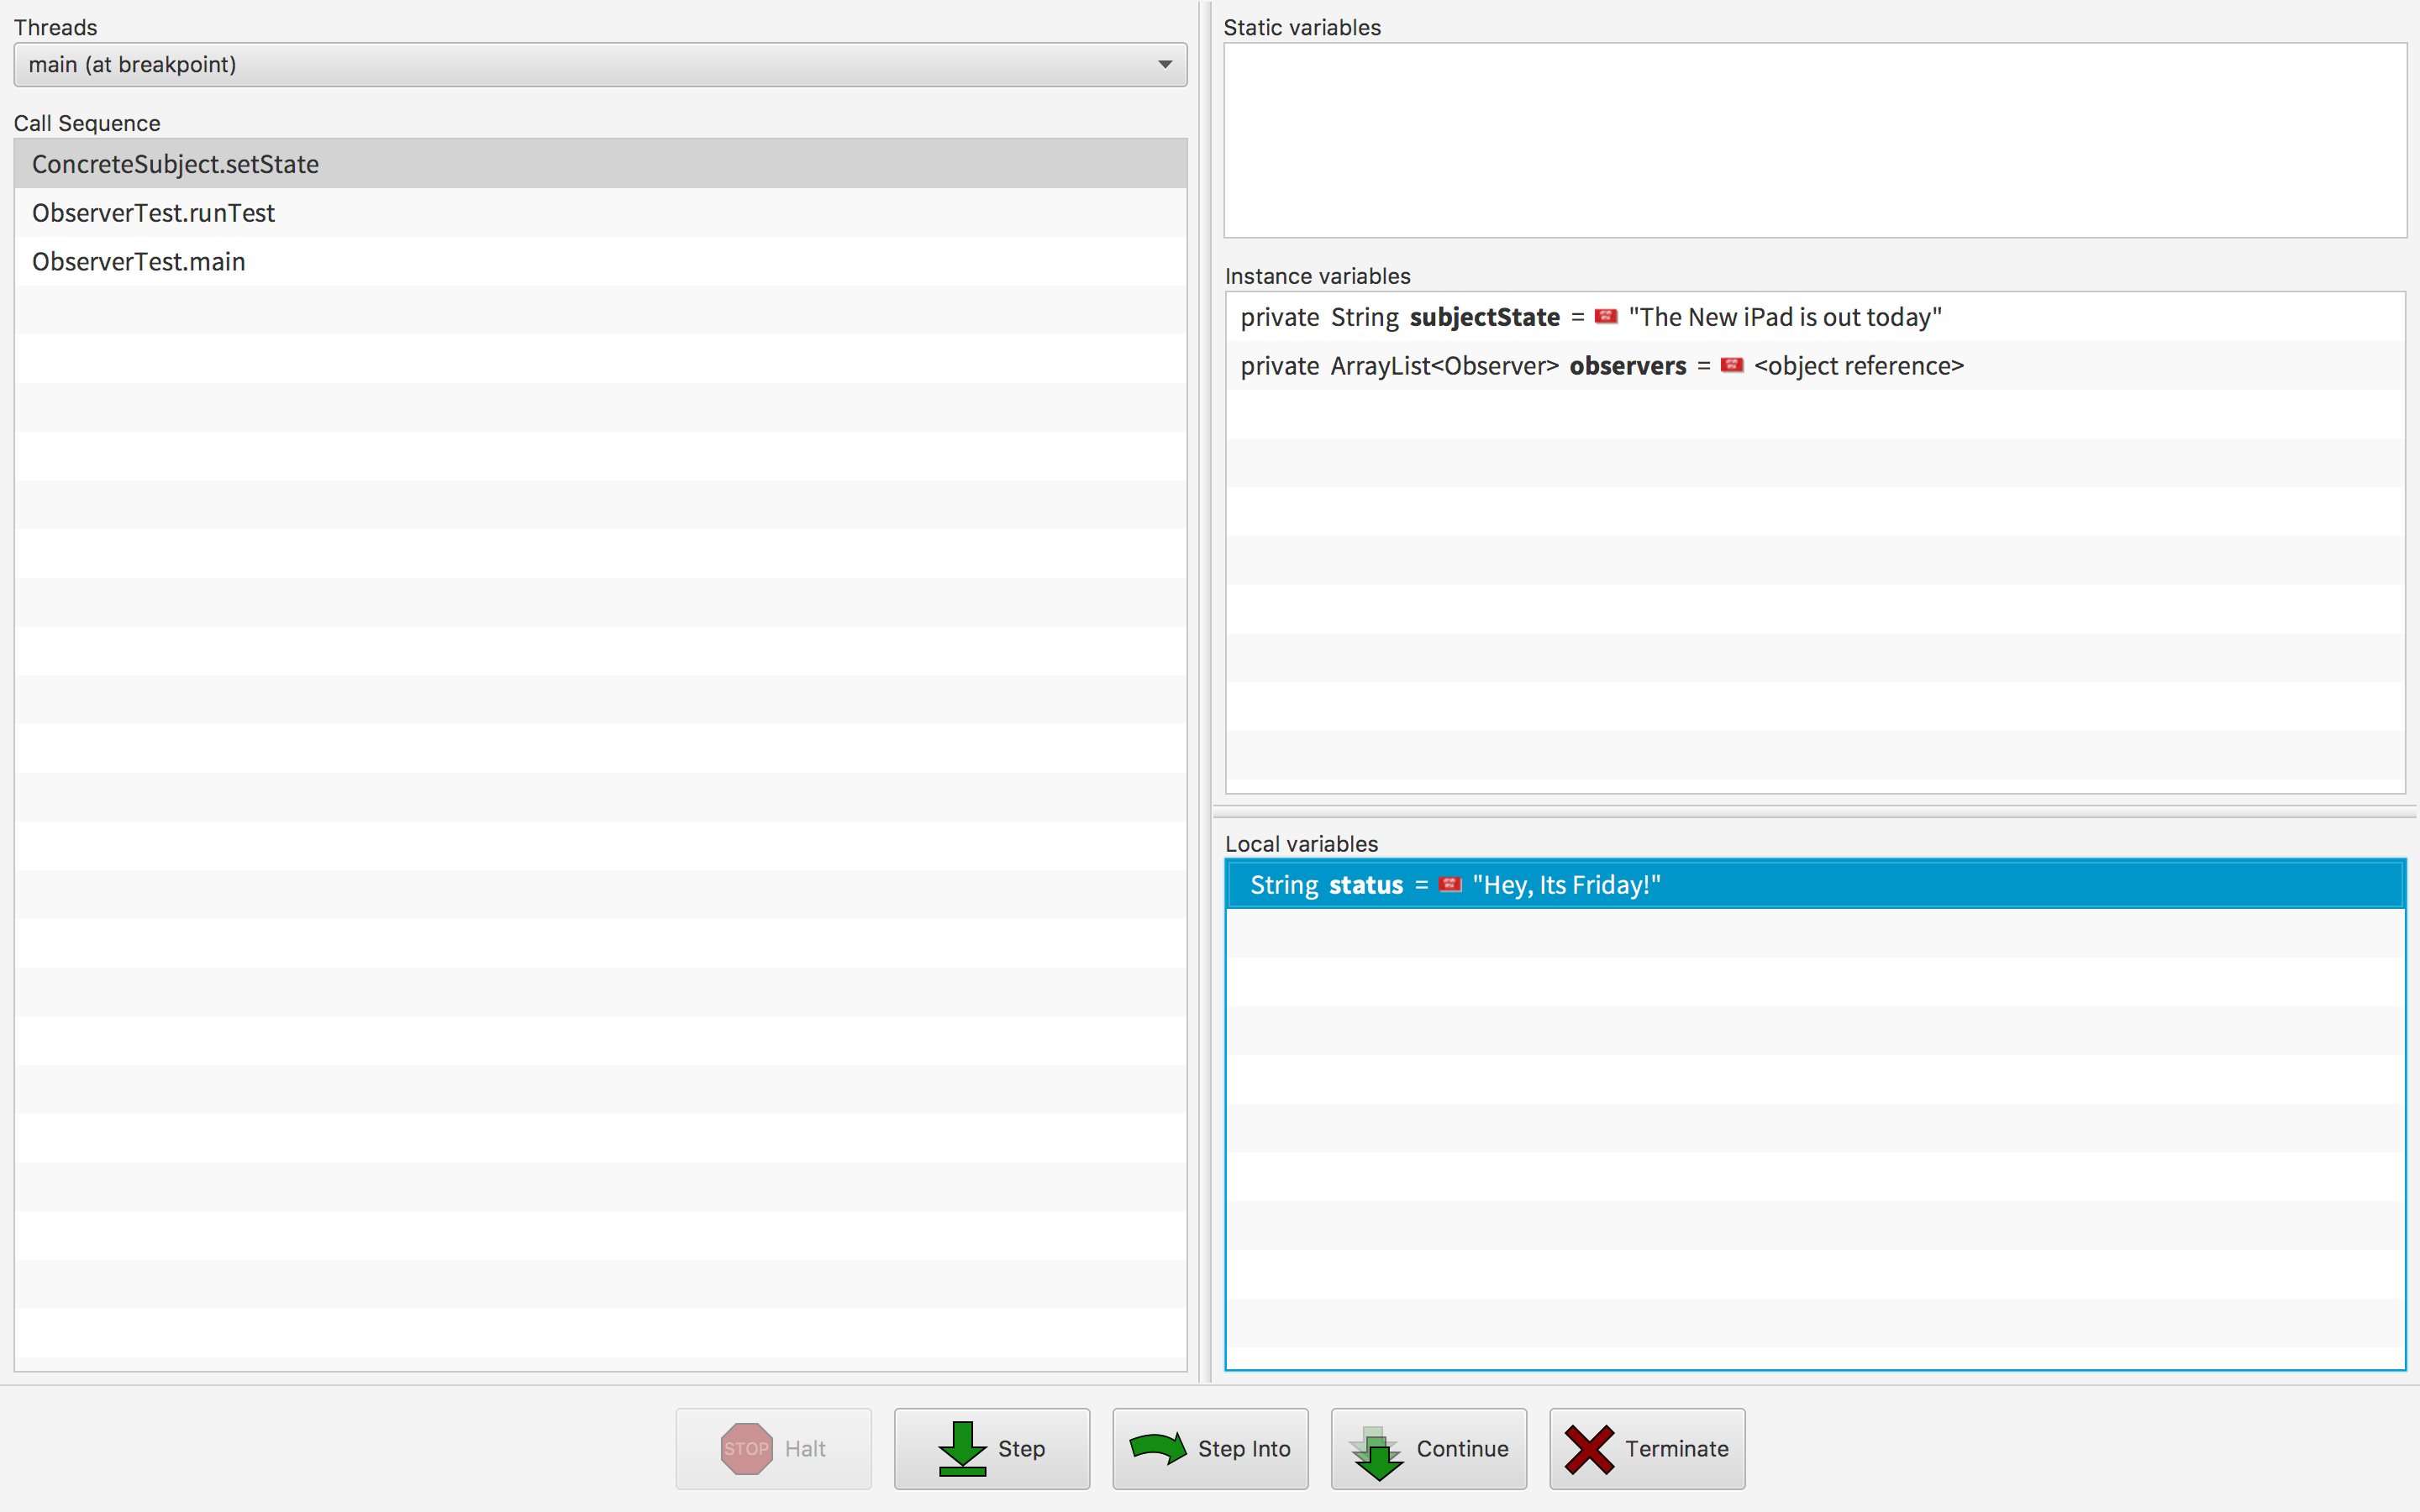 Threads
main (at breakpoint)
Call Sequence
ConcreteSubject.setState
ObserverTest.runTest
ObserverTest.main
Static variables
Instance variables
private String subjectState = "The New iPad is out today"
private ArrayList<Observer> observers = <object reference>
Local variables
String status = "Hey, Its Friday!"
STOP Halt
Step
Step Into
Continue
Terminate